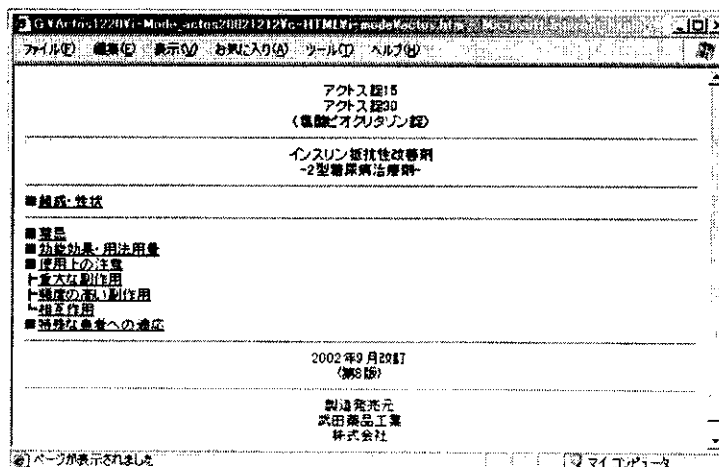 ファイル(F) 編集(E) 表示(V) お気に入り(A) ツール(T) ヘルプ(H)
アクトス錠15
アクトス錠30
(塩酸ピオグリタゾン錠)
インスリン抵抗性改善剤
-2型糖尿病治療剤-
■組成・性状
■警告
■効能効果・用法用量
■使用上の注意
├重大な副作用
├頻度の高い副作用
└相互作用
■特殊な患者への適応
2002年9月改訂
(第8版)
製造発売元
武田薬品工業
株式会社
ページが表示されました マイ コンピュータ